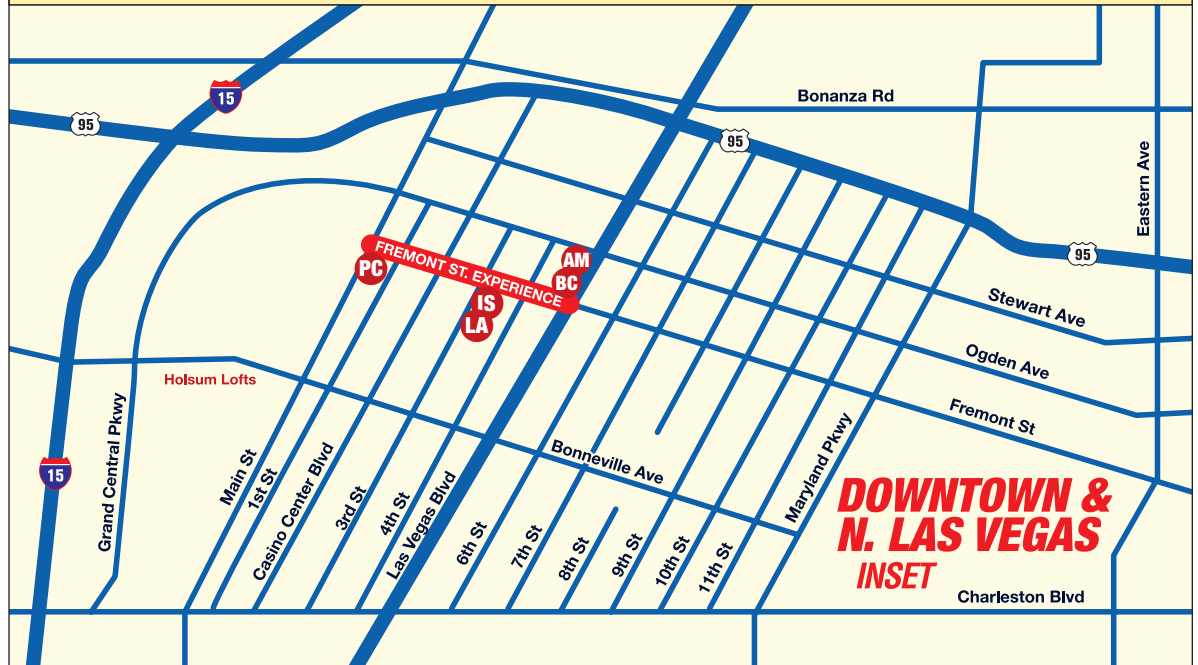 15
Bonanza Rd
95
95
Eastern Ave
95
FREMONT ST. EXPERIENCE
PC
AM
BC
IS
LA
Stewart Ave
Ogden Ave
Fremont St
Holsum Lofts
15
Grand Central Pkwy
Main St
1st St
Casino Center Blvd
3rd St
4th St
Las Vegas Blvd
Bonneville Ave
6th St
7th St
8th St
9th St
10th St
11th St
Maryland Pkwy
DOWNTOWN &
N. LAS VEGAS
INSET
Charleston Blvd